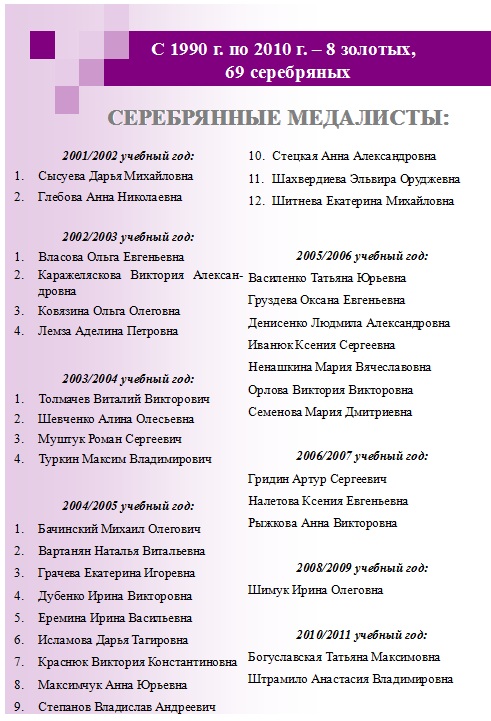 С 1990 г. по 2010 г. – 8 золотых,
69 серебряных
СЕРЕБРЯННЫЕ МЕДАЛИСТЫ:
2001/2002 учебный год:
1. Сысуева Дарья Михайловна
2. Глебова Анна Николаевна
2002/2003 учебный год:
1. Власова Ольга Евгеньевна
2. Каражеляскова Виктория Алексан-
дровна
3. Ковязина Ольга Олеговна
4. Лемза Аделина Петровна
2003/2004 учебный год:
1. Толмачев Виталий Викторович
2. Шевченко Алина Олесьевна
3. Муштук Роман Сергеевич
4. Туркин Максим Владимирович
2004/2005 учебный год:
1. Бачинский Михаил Олегович
2. Вартанян Наталья Витальевна
3. Грачева Екатерина Игоревна
4. Дубенко Ирина Викторовна
5. Еремина Ирина Васильевна
6. Исламова Дарья Тагировна
7. Краснюк Виктория Константиновна
8. Максимчук Анна Юрьевна
9. Степанов Владислав Андреевич
10. Стецкая Анна Александровна
11. Шахвердиева Эльвира Оруджевна
12. Шитнева Екатерина Михайловна
2005/2006 учебный год:
Василенко Татьяна Юрьевна
Груздева Оксана Евгеньевна
Денисенко Людмила Александровна
Иванюк Ксения Сергеевна
Ненашкина Мария Вячеславовна
Орлова Виктория Викторовна
Семенова Мария Дмитриевна
2006/2007 учебный год:
Гридин Артур Сергеевич
Налетова Ксения Евгеньевна
Рыжкова Анна Викторовна
2008/2009 учебный год:
Шимук Ирина Олеговна
2010/2011 учебный год:
Богуславская Татьяна Максимовна
Штрамило Анастасия Владимировна